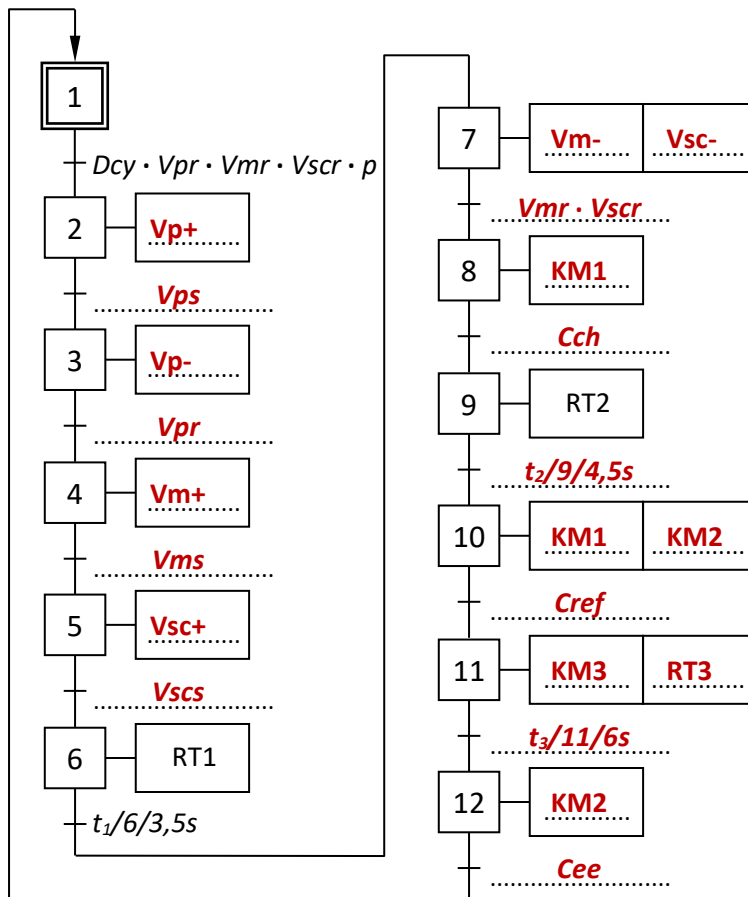 1
Dcy · Vpr · Vmr · Vscr · p
2 Vp+
Vps
3 Vp-
Vpr
4 Vm+
Vms
5 Vsc+
Vscs
6 RT1
t₁/6/3,5s
7 Vm- Vsc-
Vmr · Vscr
8 KM1
Cch
9 RT2
t₂/9/4,5s
10 KM1 KM2
Cref
11 KM3 RT3
t₃/11/6s
12 KM2
Cee